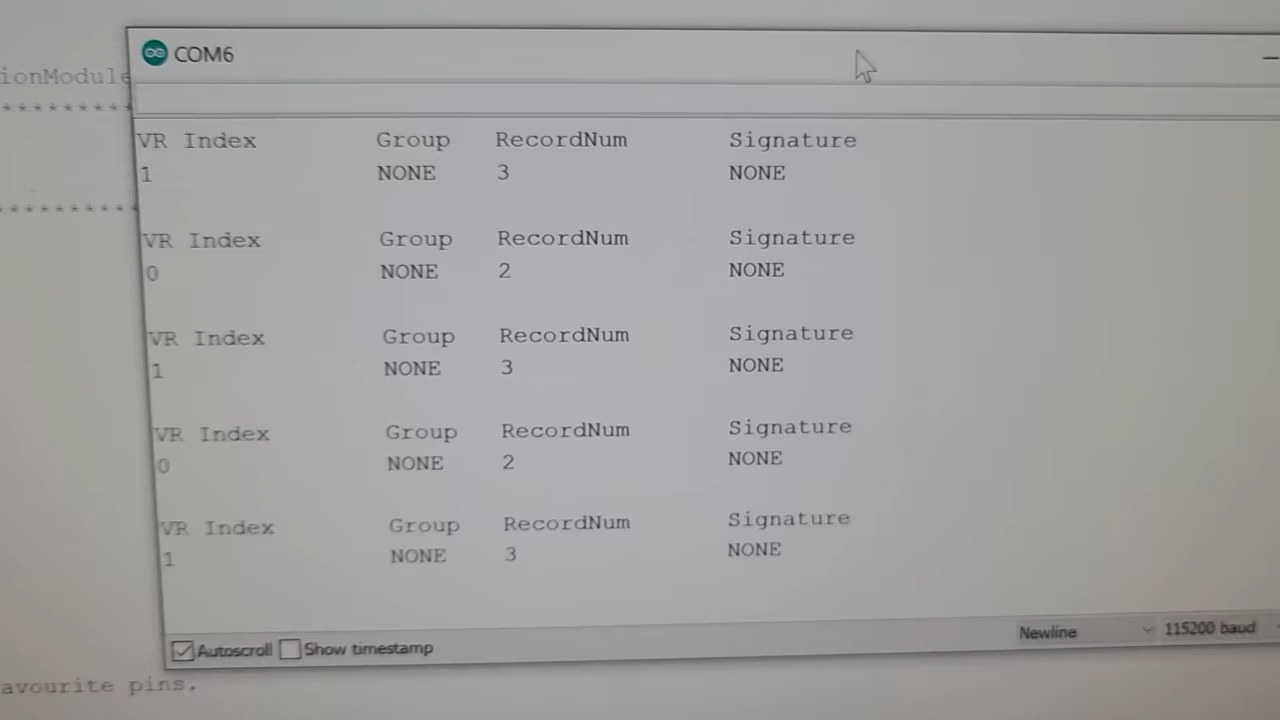 COM6
ionModule
*********
VR Index Group RecordNum Signature
1 NONE 3 NONE
**********
VR Index Group RecordNum Signature
0 NONE 2 NONE
VR Index Group RecordNum Signature
1 NONE 3 NONE
VR Index Group RecordNum Signature
0 NONE 2 NONE
VR Index Group RecordNum Signature
1 NONE 3 NONE
Autoscroll Show timestamp Newline 115200 baud
avourite pins.